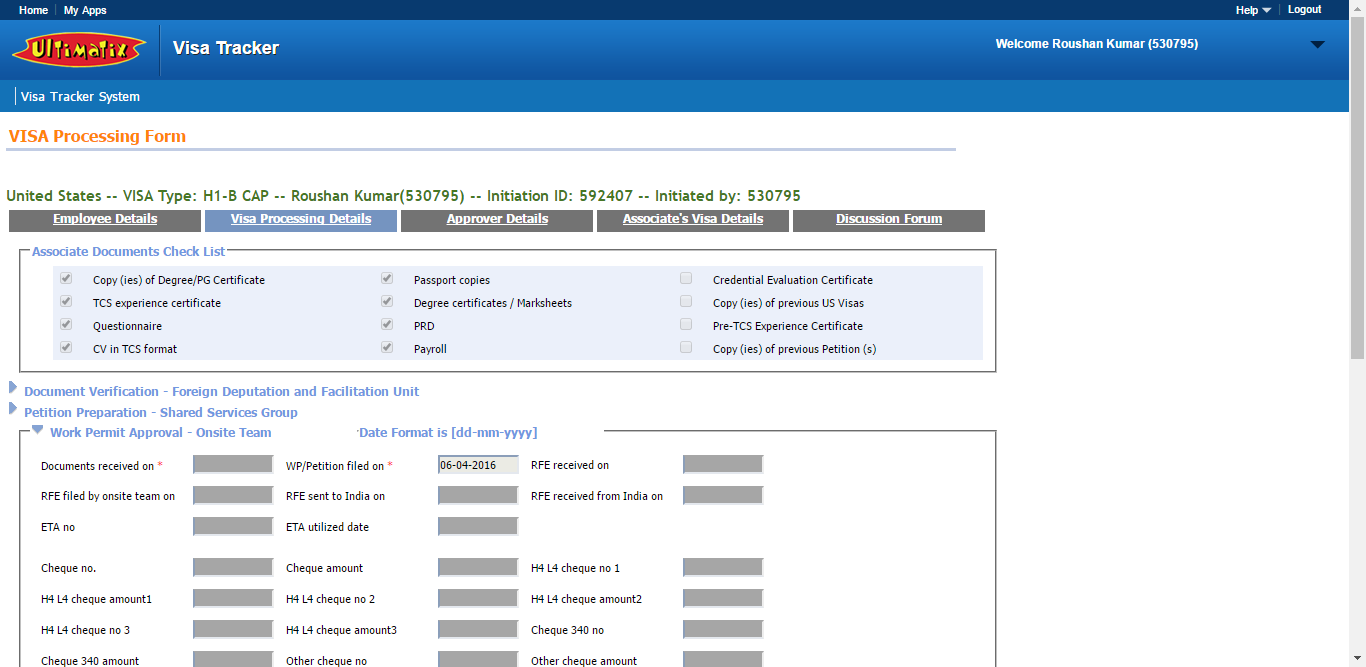 Home My Apps Help Logout
Ultimatix Visa Tracker Welcome Roushan Kumar (530795)
Visa Tracker System
VISA Processing Form
United States -- VISA Type: H1-B CAP -- Roushan Kumar(530795) -- Initiation ID: 592407 -- Initiated by: 530795
Employee Details Visa Processing Details Approver Details Associate's Visa Details Discussion Forum
Associate Documents Check List
Copy (ies) of Degree/PG Certificate Passport copies Credential Evaluation Certificate
TCS experience certificate Degree certificates / Marksheets Copy (ies) of previous US Visas
Questionnaire PRD Pre-TCS Experience Certificate
CV in TCS format Payroll Copy (ies) of previous Petition (s)
Document Verification - Foreign Deputation and Facilitation Unit
Petition Preparation - Shared Services Group
Work Permit Approval - Onsite Team *Date Format is [dd-mm-yyyy]
Documents received on * WP/Petition filed on * 06-04-2016 RFE received on
RFE filed by onsite team on RFE sent to India on RFE received from India on
ETA no ETA utilized date
Cheque no. Cheque amount H4 L4 cheque no 1
H4 L4 cheque amount1 H4 L4 cheque no 2 H4 L4 cheque amount2
H4 L4 cheque no 3 H4 L4 cheque amount3 Cheque 340 no
Cheque 340 amount Other cheque no Other cheque amount